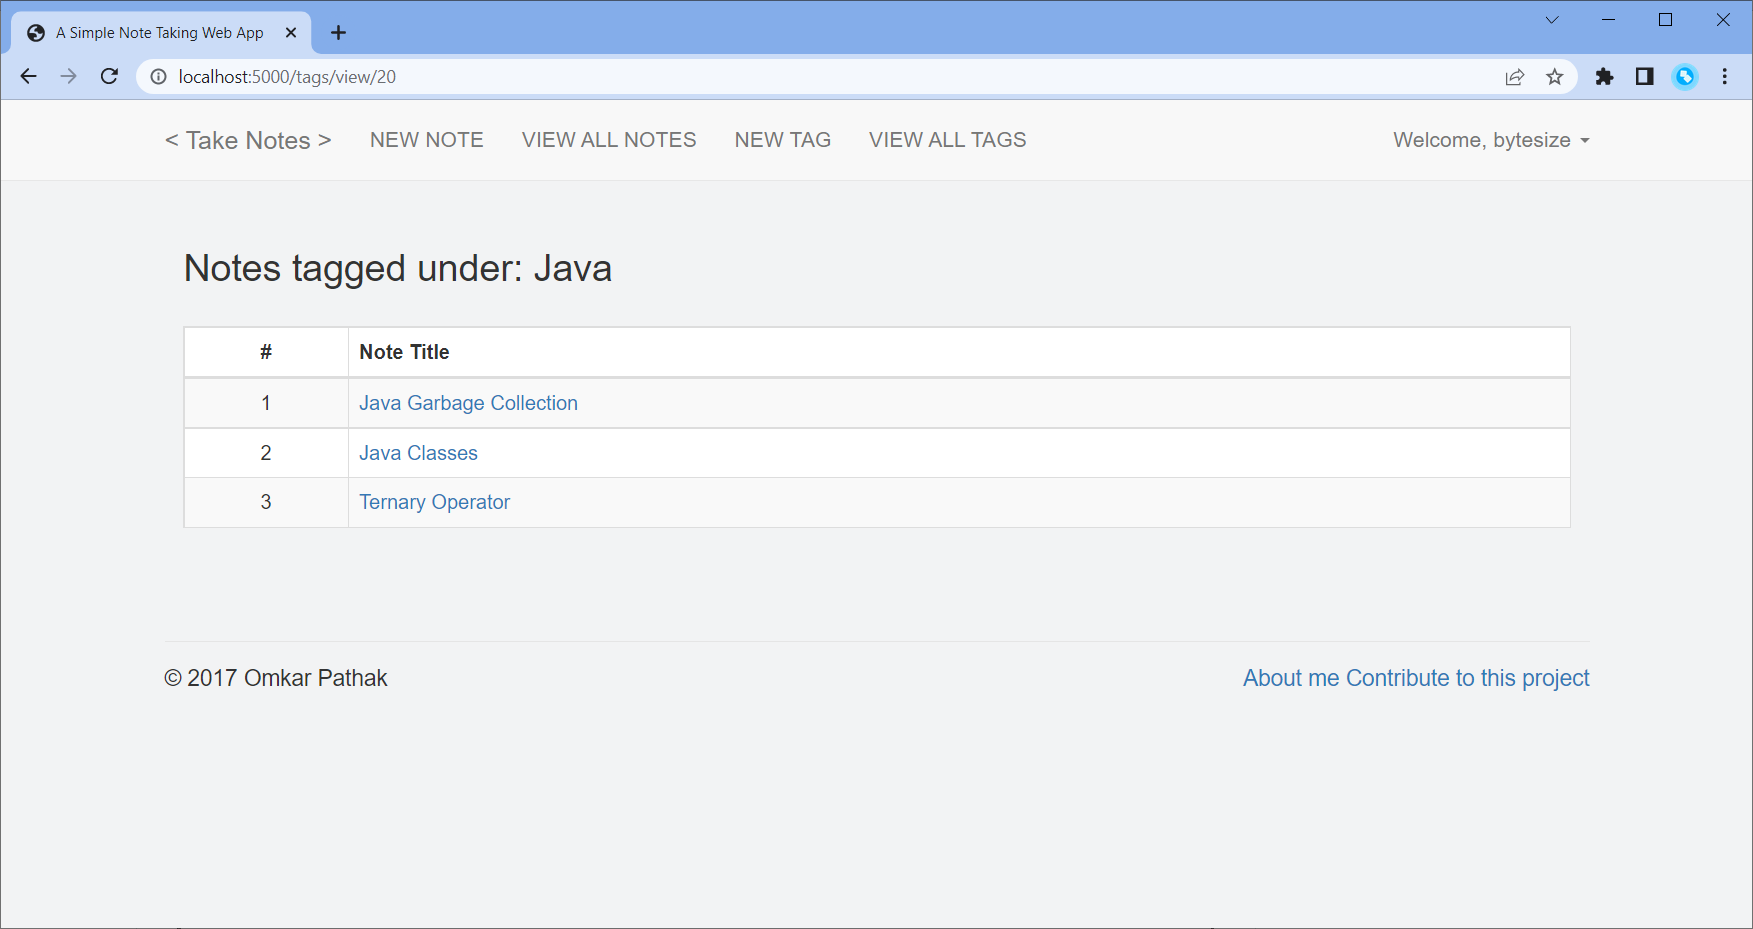 A Simple Note Taking Web App
localhost:5000/tags/view/20
< Take Notes > NEW NOTE VIEW ALL NOTES NEW TAG VIEW ALL TAGS Welcome, bytesize
Notes tagged under: Java
# Note Title
1 Java Garbage Collection
2 Java Classes
3 Ternary Operator
© 2017 Omkar Pathak About me Contribute to this project